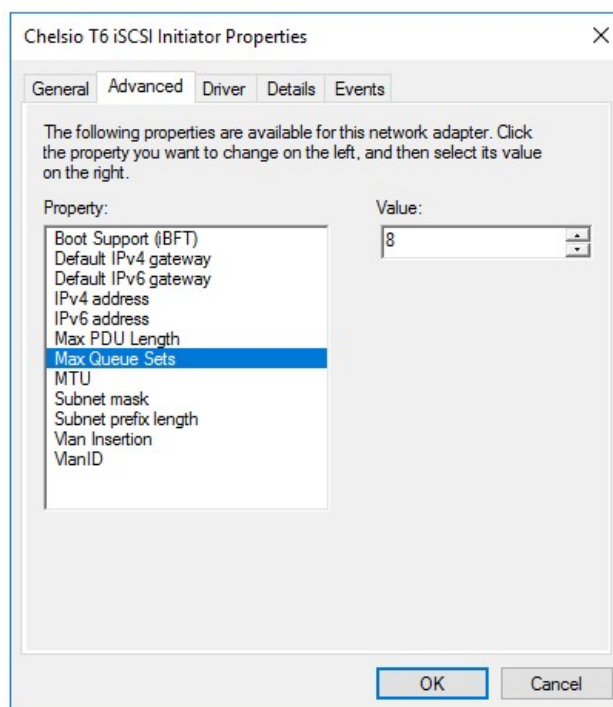 Chelsio T6 iSCSI Initiator Properties
General Advanced Driver Details Events
The following properties are available for this network adapter. Click
the property you want to change on the left, and then select its value
on the right.
Property:
Value:
Boot Support (iBFT)
Default IPv4 gateway
Default IPv6 gateway
IPv4 address
IPv6 address
Max PDU Length
Max Queue Sets
MTU
Subnet mask
Subnet prefix length
Vlan Insertion
VlanID
8
OK
Cancel